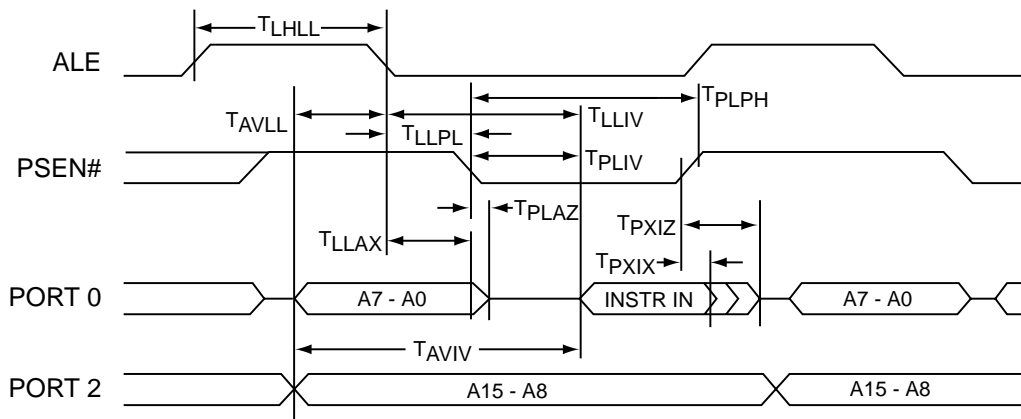 TLHLL
ALE
TPLPH
TAVLL
TLLIV
TLLPL
PSEN#
TPLIV
TPLAZ
TLLAX
TPXIZ
TPXIX
PORT 0
A7 - A0
INSTR IN
A7 - A0
TAVIV
PORT 2
A15 - A8
A15 - A8